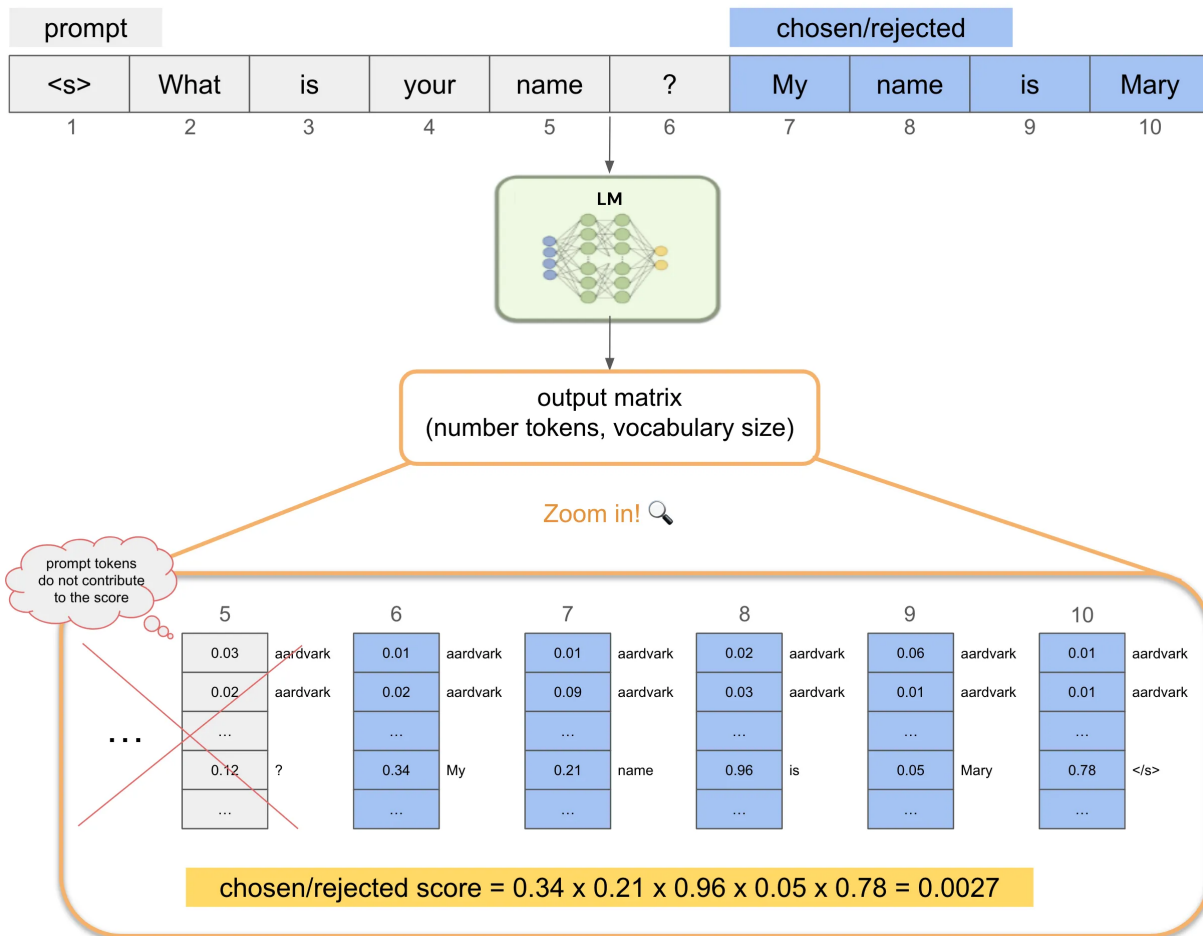 prompt
chosen/rejected
<s> What is your name ? My name is Mary
1 2 3 4 5 6 7 8 9 10
LM
output matrix
(number tokens, vocabulary size)
Zoom in!
prompt tokens
do not contribute
to the score
5 6 7 8 9 10
0.03 aardvark 0.01 aardvark 0.01 aardvark 0.02 aardvark 0.06 aardvark 0.01 aardvark
0.02 aardvark 0.02 aardvark 0.09 aardvark 0.03 aardvark 0.01 aardvark 0.01 aardvark
... ... ... ... ... ... ...
0.12 ? 0.34 My 0.21 name 0.96 is 0.05 Mary 0.78 </s>
... ... ... ... ... ...
chosen/rejected score = 0.34 x 0.21 x 0.96 x 0.05 x 0.78 = 0.0027